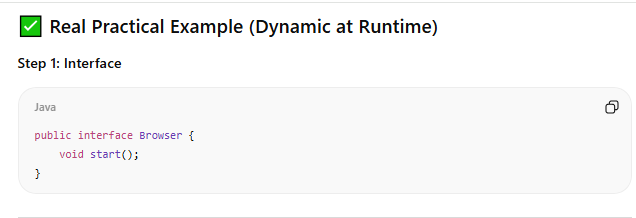 ✅ Real Practical Example (Dynamic at Runtime)
Step 1: Interface
Java
public interface Browser {
    void start();
}